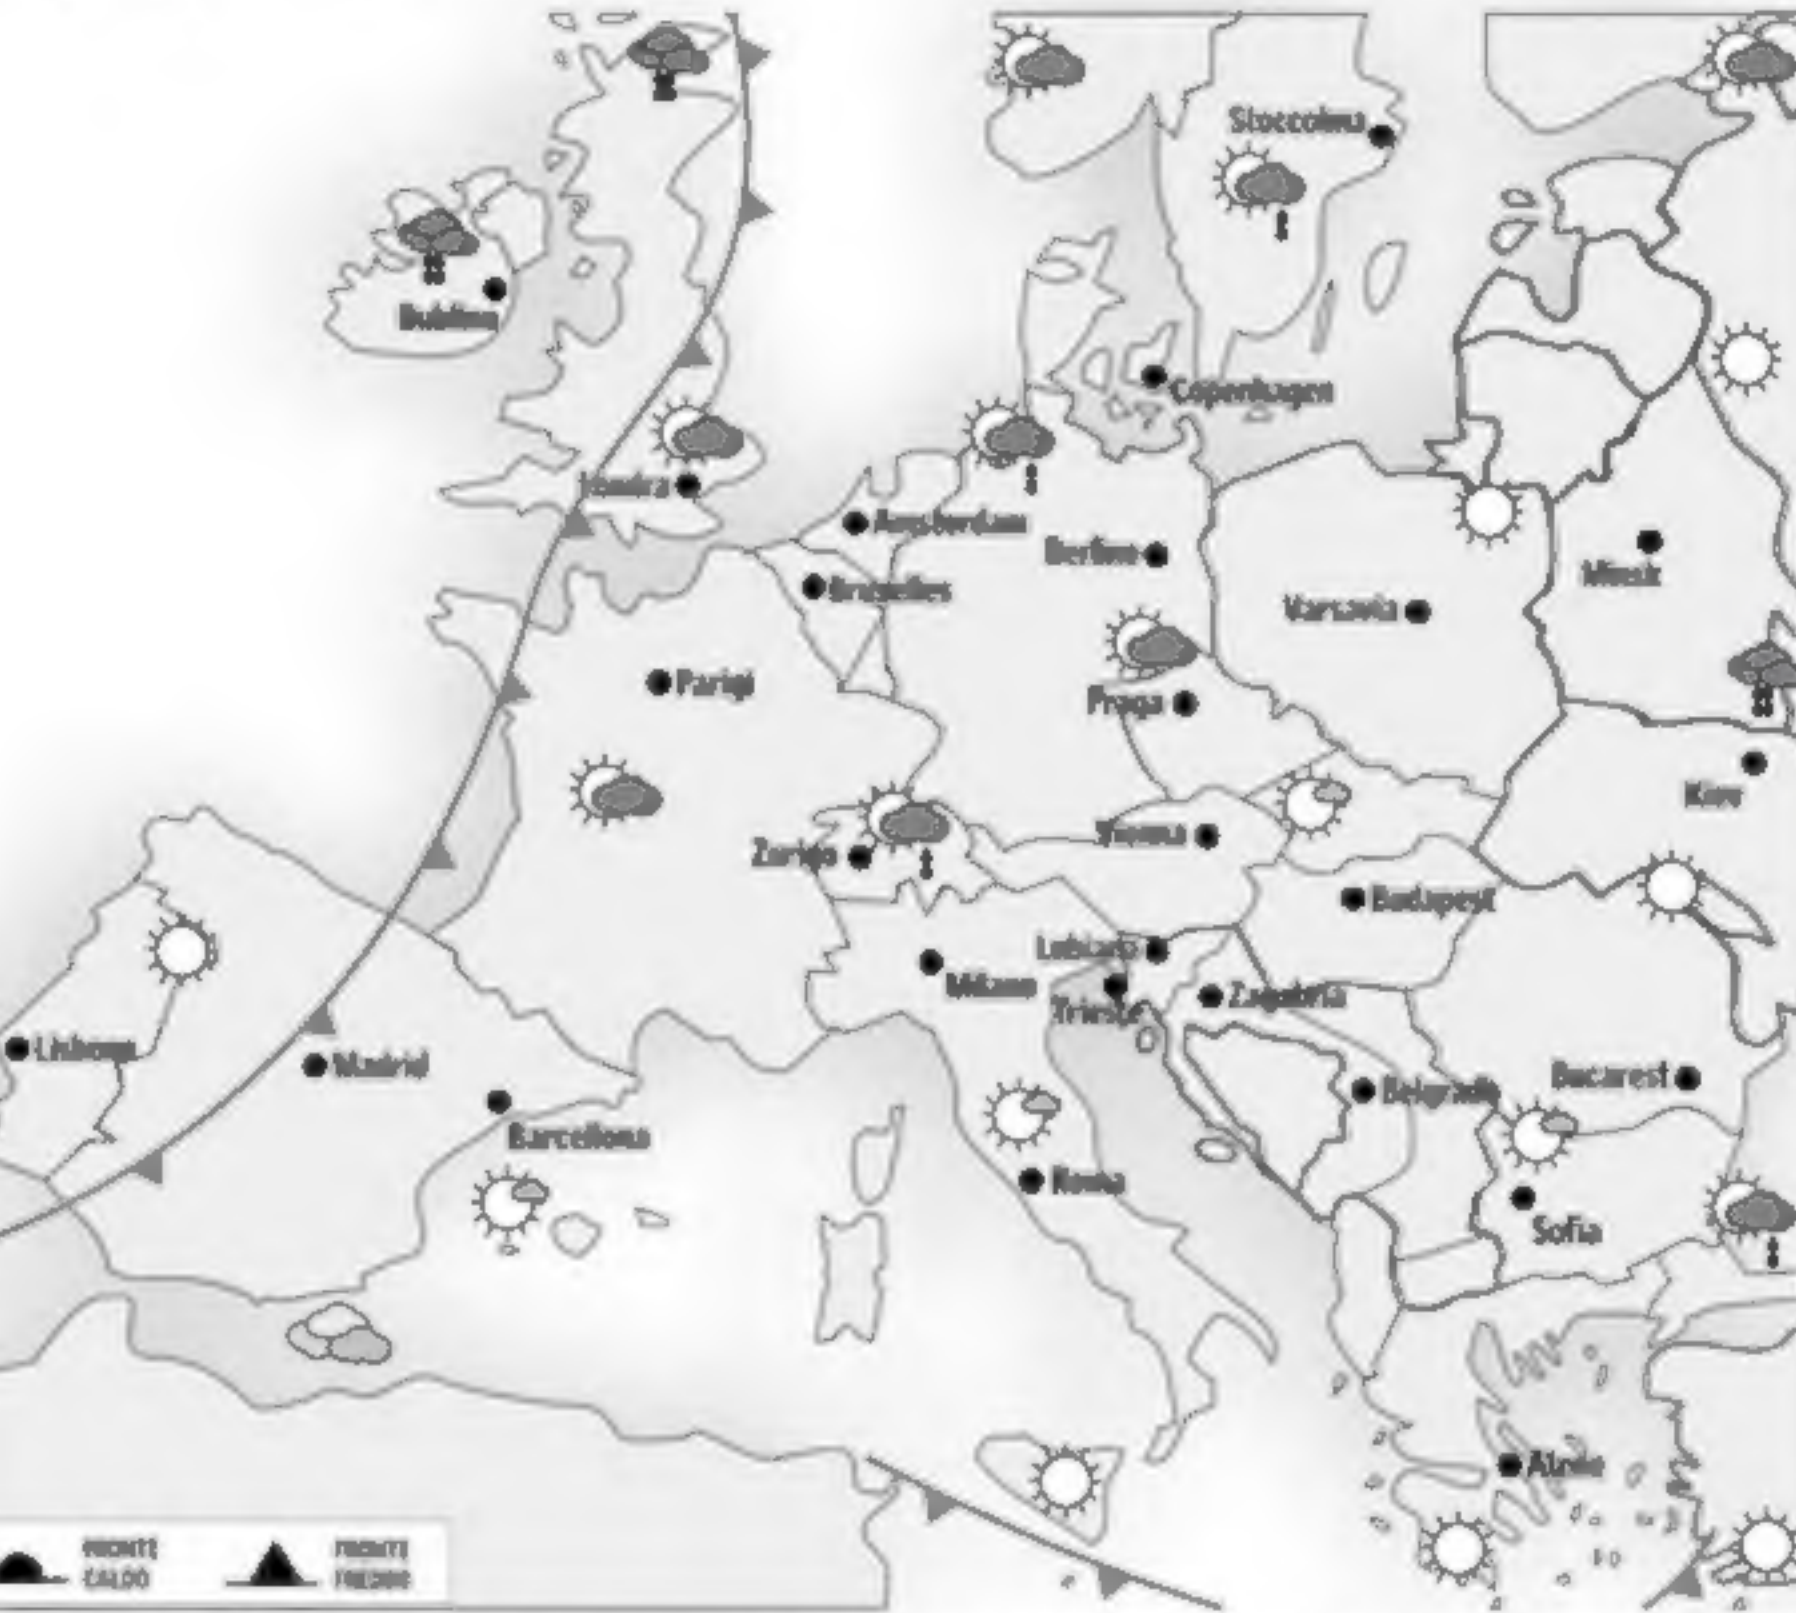 Stoccolma
Dublino
Copenhagen
Londra
Amsterdam
Berlino
Bruxelles
Minsk
Varsavia
Parigi
Praga
Kiev
Vienna
Zurigo
Budapest
Lubiana
Milano
Zagabria
Trieste
Lisbona
Madrid
Bucarest
Belgrado
Barcellona
Roma
Sofia
Atene
FRONTE
CALDO
FRONTE
FREDDO